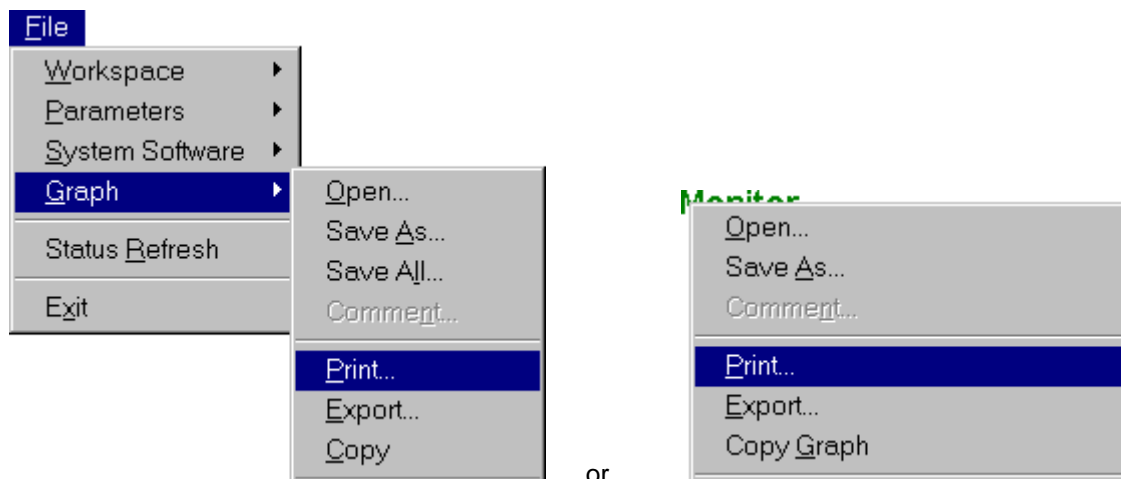 File
Workspace
Parameters
System Software
Graph
Status Refresh
Exit
Open...
Save As...
Save All...
Comment...
Print...
Export...
Copy
or
Monitor
Open...
Save As...
Comment...
Print...
Export...
Copy Graph